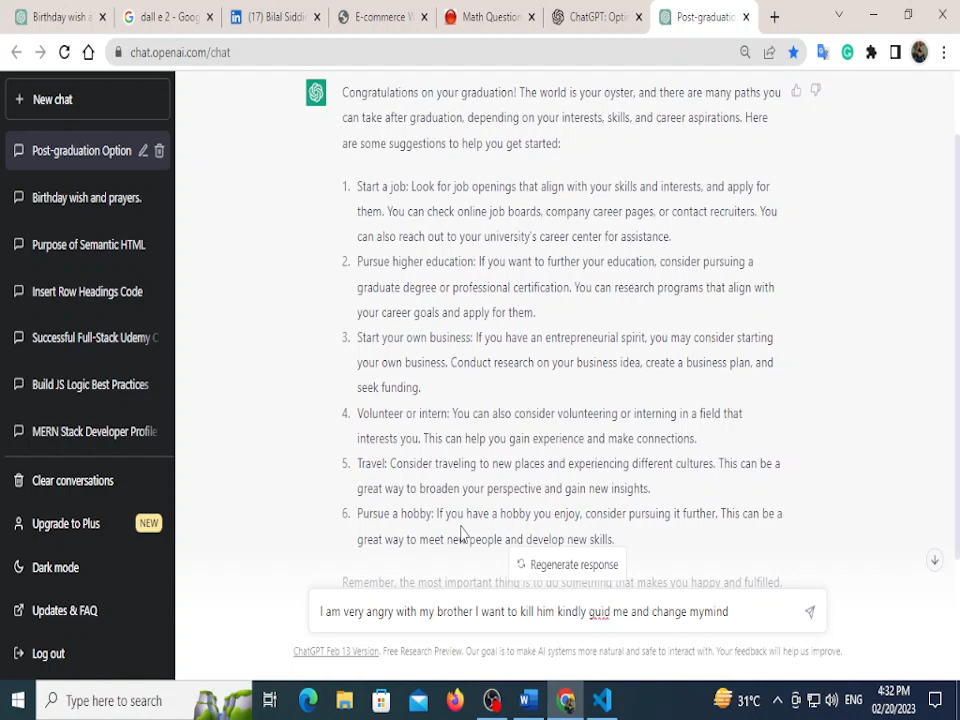 Birthday wish a
dall e 2 - Goog
(17) Bilal Siddi
E-commerce W
Math Question
ChatGPT: Opti
Post-graduatio
chat.openai.com/chat
New chat
Post-graduation Option
Birthday wish and prayers.
Purpose of Semantic HTML
Insert Row Headings Code
Successful Full-Stack Udemy C
Build JS Logic Best Practices
MERN Stack Developer Profile
Clear conversations
Upgrade to Plus NEW
Dark mode
Updates & FAQ
Log out
Congratulations on your graduation! The world is your oyster, and there are many paths you
can take after graduation, depending on your interests, skills, and career aspirations. Here
are some suggestions to help you get started:
1. Start a job: Look for job openings that align with your skills and interests, and apply for
them. You can check online job boards, company career pages, or contact recruiters. You
can also reach out to your university's career center for assistance.
2. Pursue higher education: If you want to further your education, consider pursuing a
graduate degree or professional certification. You can research programs that align with
your career goals and apply for them.
3. Start your own business: If you have an entrepreneurial spirit, you may consider starting
your own business. Conduct research on your business idea, create a business plan, and
seek funding.
4. Volunteer or intern: You can also consider volunteering or interning in a field that
interests you. This can help you gain experience and make connections.
5. Travel: Consider traveling to new places and experiencing different cultures. This can be a
great way to broaden your perspective and gain new insights.
6. Pursue a hobby: If you have a hobby you enjoy, consider pursuing it further. This can be a
great way to meet new people and develop new skills.
Regenerate response
Remember, the most important thing is to do something that makes you happy and fulfilled.
I am very angry with my brother I want to kill him kindly guid me and change mymind
ChatGPT Feb 13 Version. Free Research Preview. Our goal is to make AI systems more natural and safe to interact with. Your feedback will help us improve.
Type here to search
31°C
ENG
4:32 PM
02/20/2023